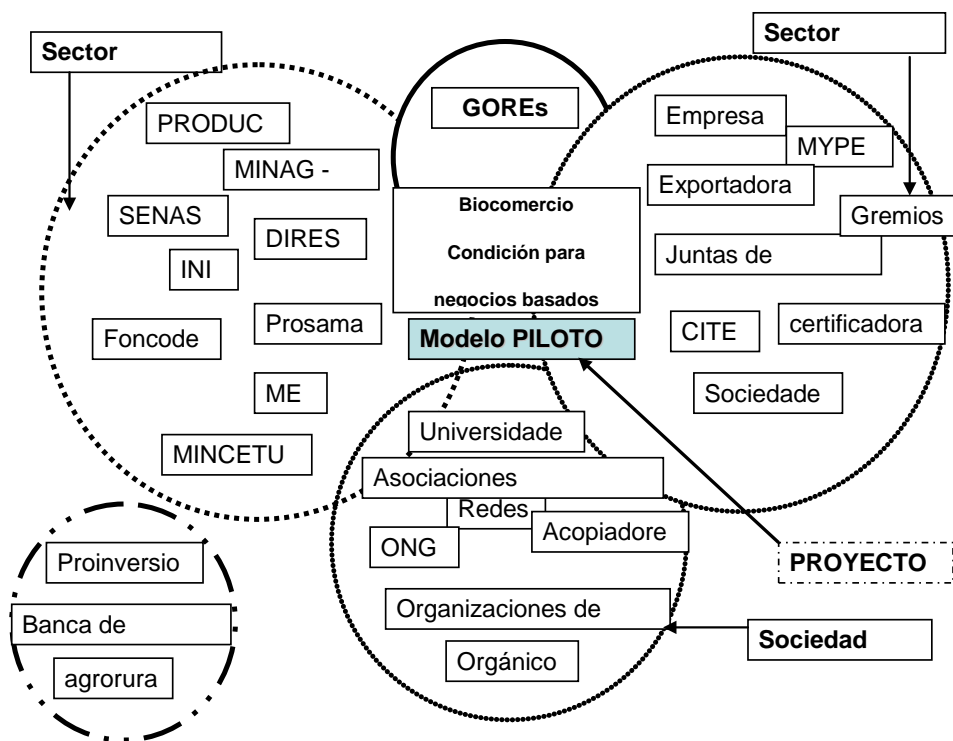 Sector
Sector
GOREs
PRODUC
MINAG -
SENAS
DIRES
INI
Foncode
Prosama
ME
MINCETU
Biocomercio
Condición para
negocios basados
Modelo PILOTO
Empresa
MYPE
Exportadora
Gremios
Juntas de
CITE
certificadora
Sociedade
Universidade
Asociaciones
Redes
ONG
Acopiadore
Organizaciones de
Orgánico
Proinversio
Banca de
agrorura
PROYECTO
Sociedad